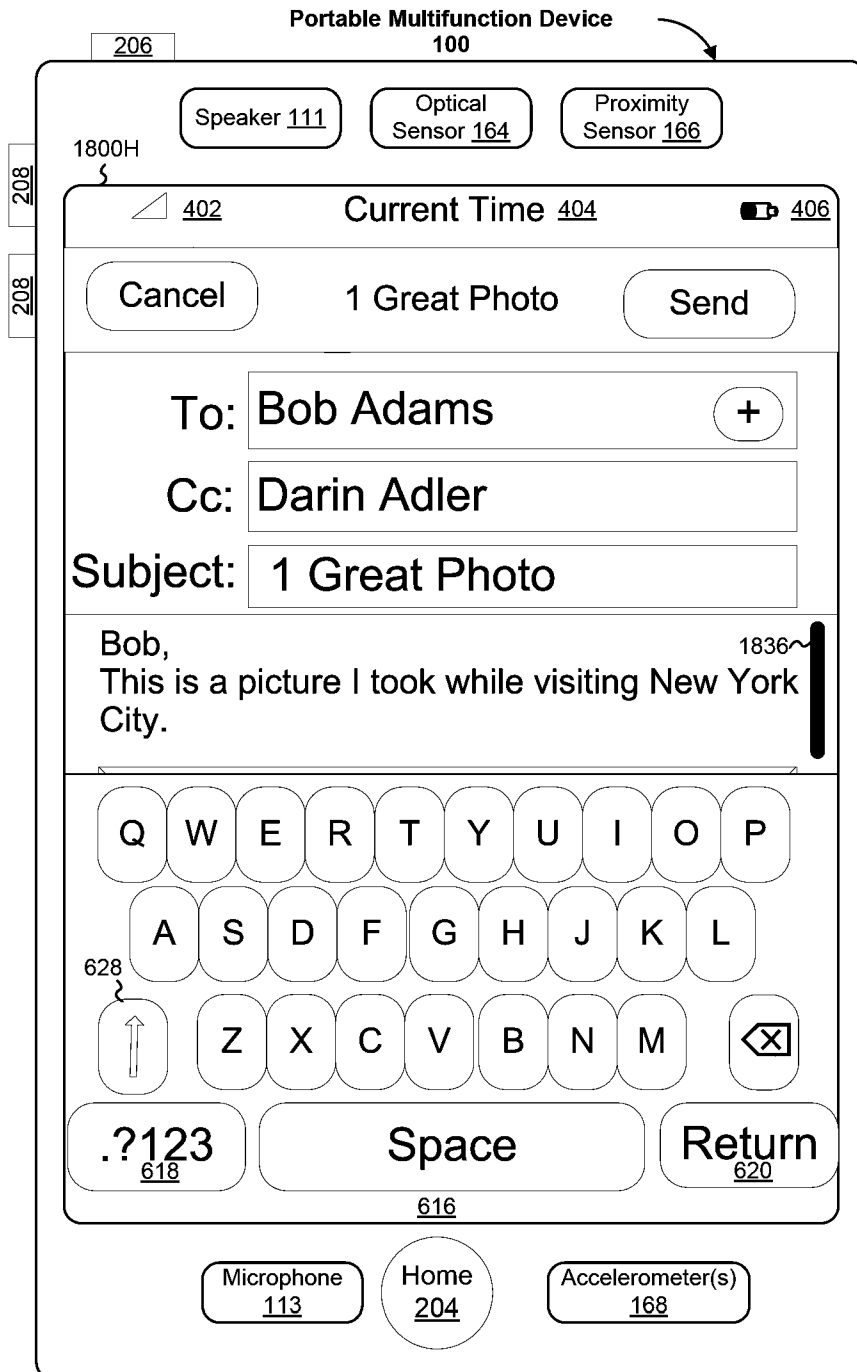 Portable Multifunction Device
100
206
Speaker 111
Optical
Sensor 164
Proximity
Sensor 166
1800H
208
208
402
Current Time 404
406
Cancel
1 Great Photo
Send
To: Bob Adams +
Cc: Darin Adler
Subject: 1 Great Photo
Bob,
1836
This is a picture I took while visiting New York
City.
Q W E R T Y U I O P
A S D F G H J K L
628
Z X C V B N M
.?123
618
Space
Return
620
616
Microphone
113
Home
204
Accelerometer(s)
168